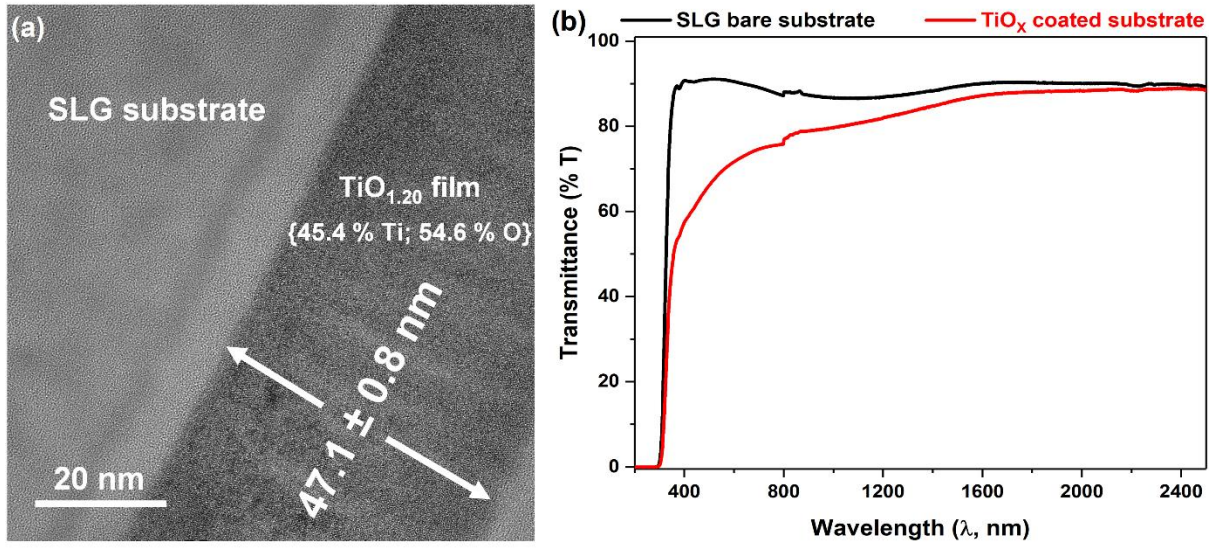 (a)
SLG substrate
TiO1.20 film
{45.4 % Ti; 54.6 % O}
47.1 ± 0.8 nm
20 nm
(b)
SLG bare substrate
TiOX coated substrate
100
80
60
40
20
0
Transmittance (% T)
400 800 1200 1600 2000 2400
Wavelength (λ, nm)